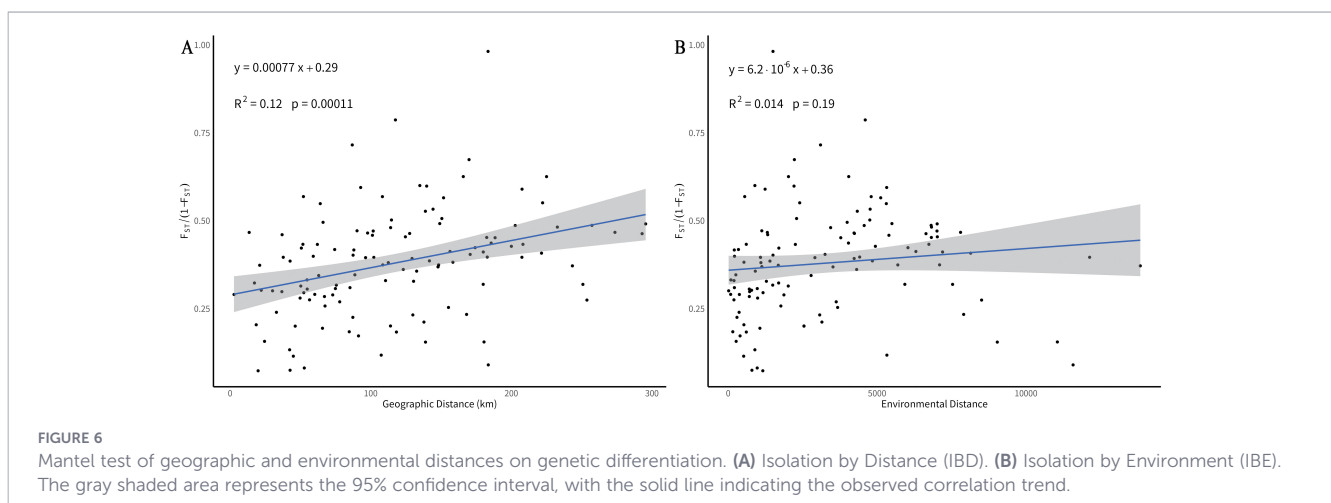 A
1.00
y = 0.00077 x + 0.29
R² = 0.12 p = 0.00011
0.75
0.50
0.25
F_ST/(1-F_ST)
0
100
200
300
Geographic Distance (km)
B
1.00
y = 6.2 · 10⁻⁶ x + 0.36
R² = 0.014 p = 0.19
0.75
0.50
0.25
F_ST/(1-F_ST)
0
5000
10000
Environmental Distance
FIGURE 6
Mantel test of geographic and environmental distances on genetic differentiation. (A) Isolation by Distance (IBD). (B) Isolation by Environment (IBE).
The gray shaded area represents the 95% confidence interval, with the solid line indicating the observed correlation trend.